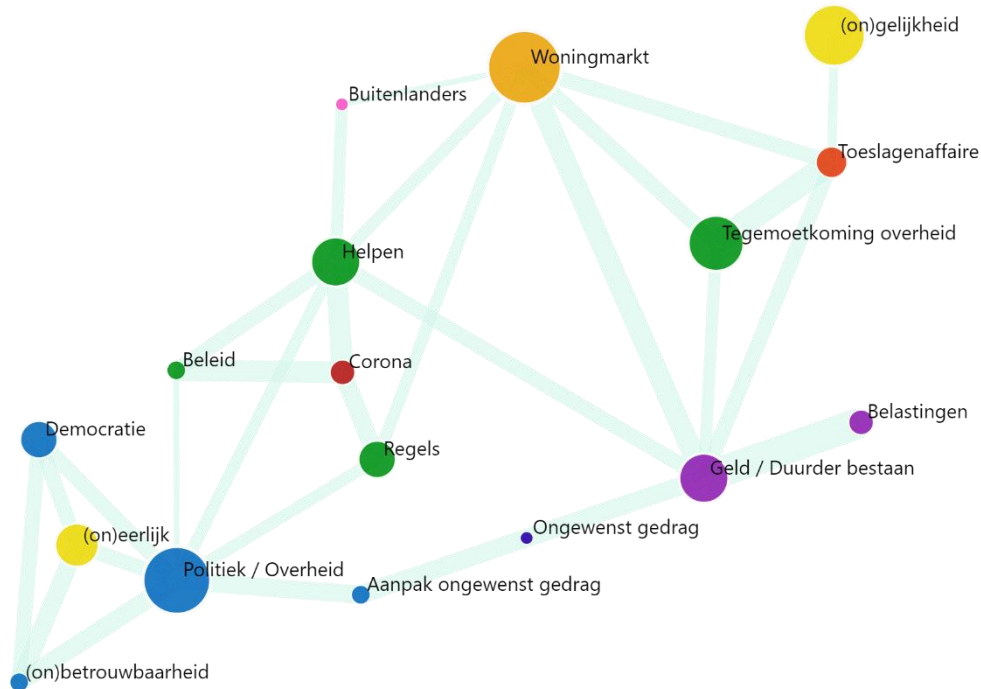 (on)gelijkheid
Woningmarkt
Buitenlanders
Toeslagenaffaire
Tegemoetkoming overheid
Helpen
Beleid
Corona
Belastingen
Democratie
Regels
Geld / Duurder bestaan
Ongewenst gedrag
(on)eerlijk
Politiek / Overheid
Aanpak ongewenst gedrag
(on)betrouwbaarheid